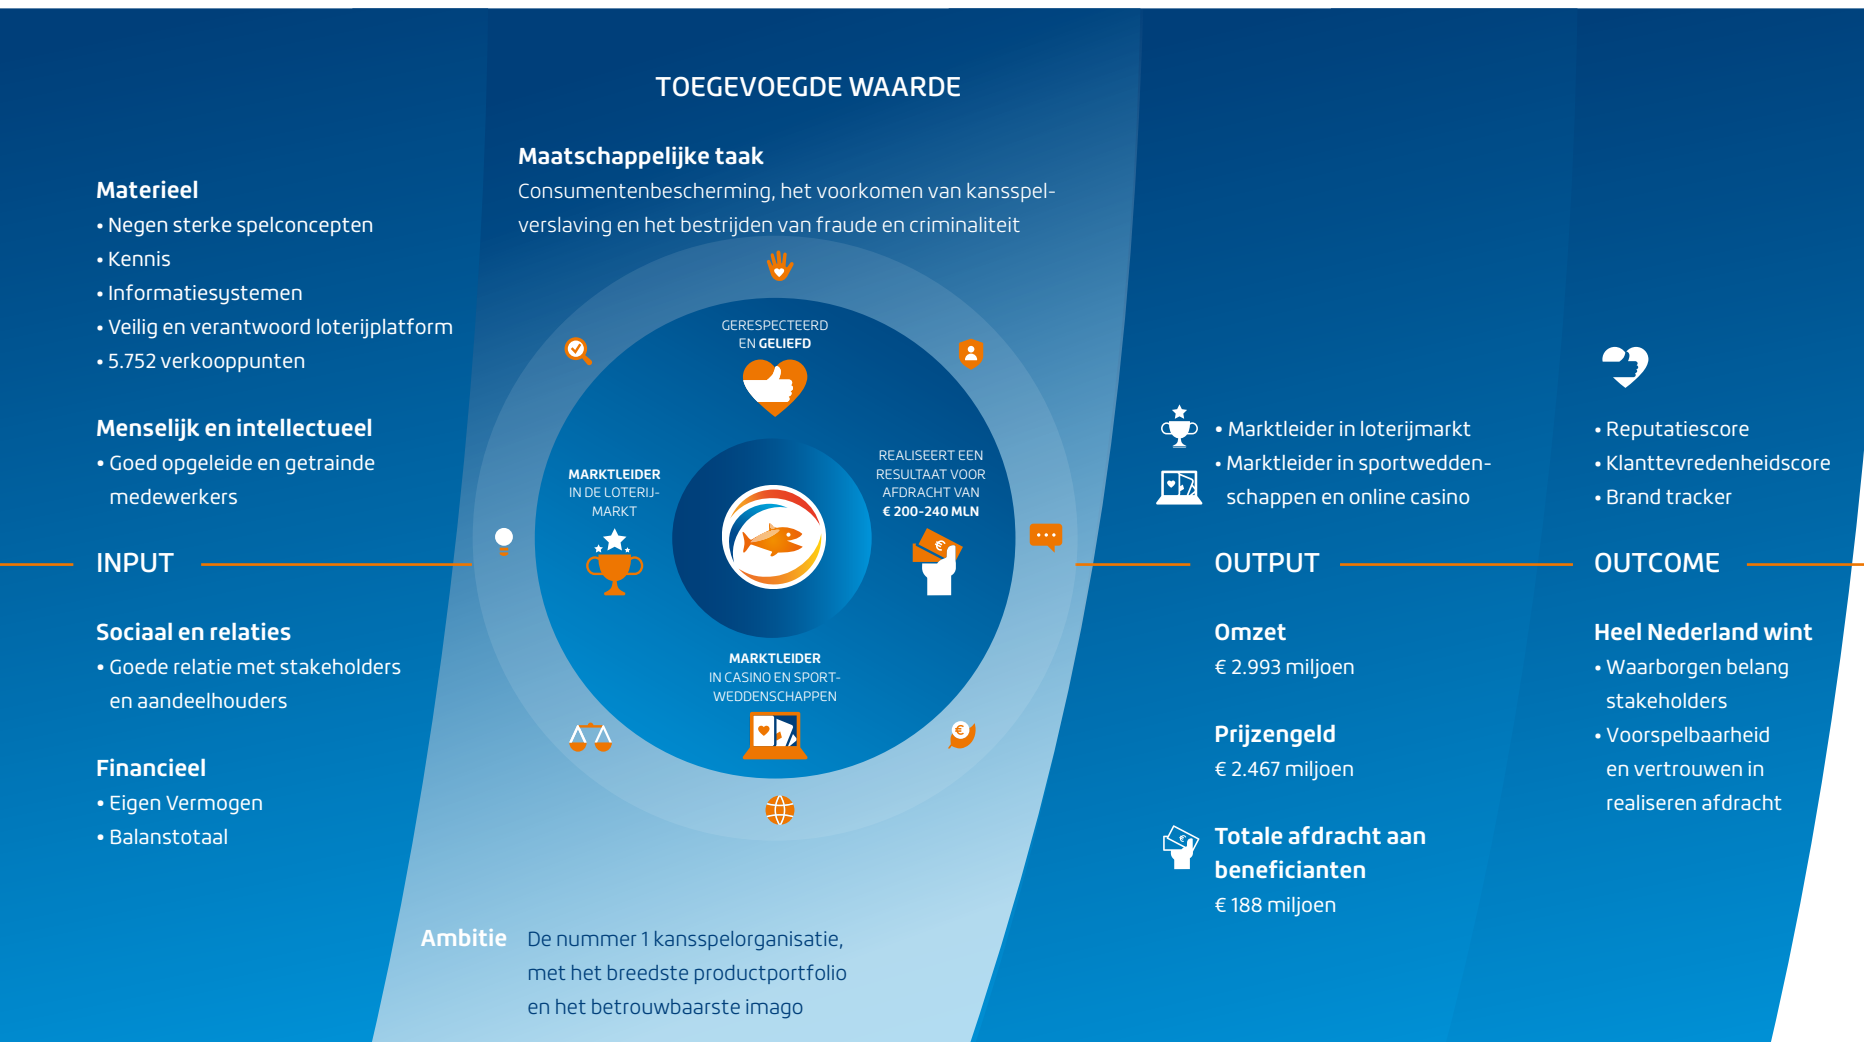 TOEGEVOEGDE WAARDE
Maatschappelijke taak
Consumentenbescherming, het voorkomen van kansspel-
verslaving en het bestrijden van fraude en criminaliteit
Materieel
• Negen sterke spelconcepten
• Kennis
• Informatiesystemen
• Veilig en verantwoord loterijplatform
• 5.752 verkooppunten
Menselijk en intellectueel
• Goed opgeleide en getrainde
medewerkers
INPUT
Sociaal en relaties
• Goede relatie met stakeholders
en aandeelhouders
Financieel
• Eigen Vermogen
• Balanstotaal
GERESPECTEERD
EN GELIEFD
MARKTLEIDER
IN DE LOTERIJ-
MARKT
REALISEERT EEN
RESULTAAT VOOR
AFDRACHT VAN
€ 200-240 MLN
MARKTLEIDER
IN CASINO EN SPORT-
WEDDENSCHAPPEN
Ambitie
De nummer 1 kansspelorganisatie,
met het breedste productportfolio
en het betrouwbaarste imago
• Marktleider in loterijmarkt
• Marktleider in sportwedden-
schappen en online casino
OUTPUT
Omzet
€ 2.993 miljoen
Prijzengeld
€ 2.467 miljoen
Totale afdracht aan
beneficianten
€ 188 miljoen
• Reputatiescore
• Klanttevredenheidscore
• Brand tracker
OUTCOME
Heel Nederland wint
• Waarborgen belang
stakeholders
• Voorspelbaarheid
en vertrouwen in
realiseren afdracht